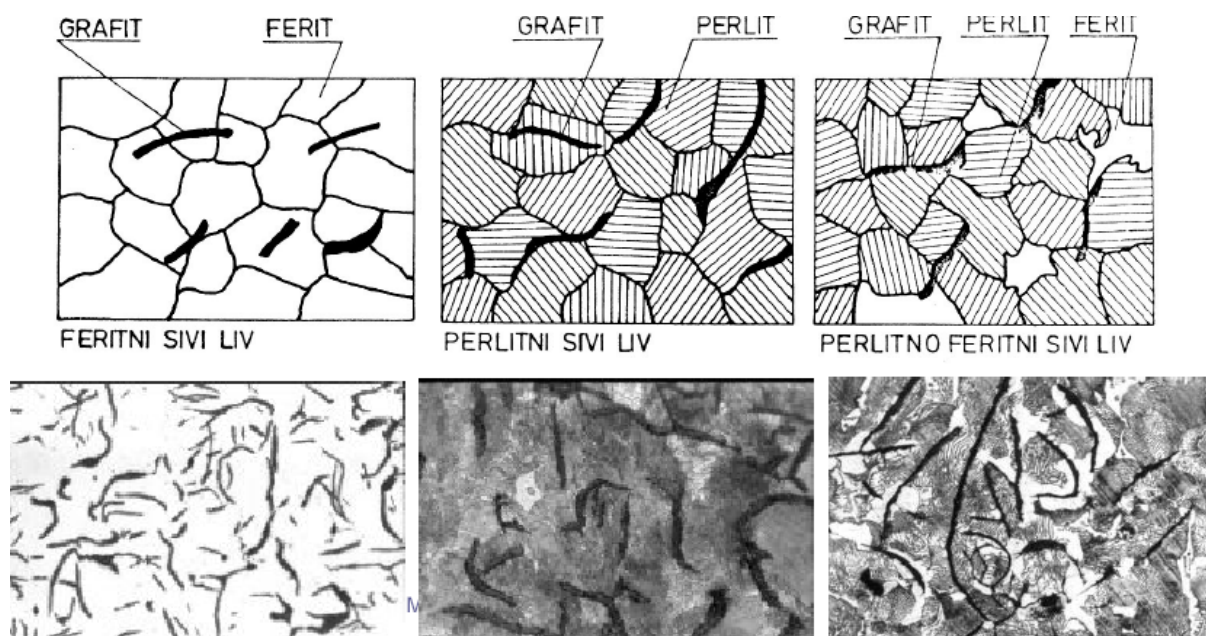 GRAFIT FERIT
GRAFIT PERLIT
GRAFIT PERLIT FERIT
FERITNI SIVI LIV
PERLITNI SIVI LIV
PERLITNO FERITNI SIVI LIV
M